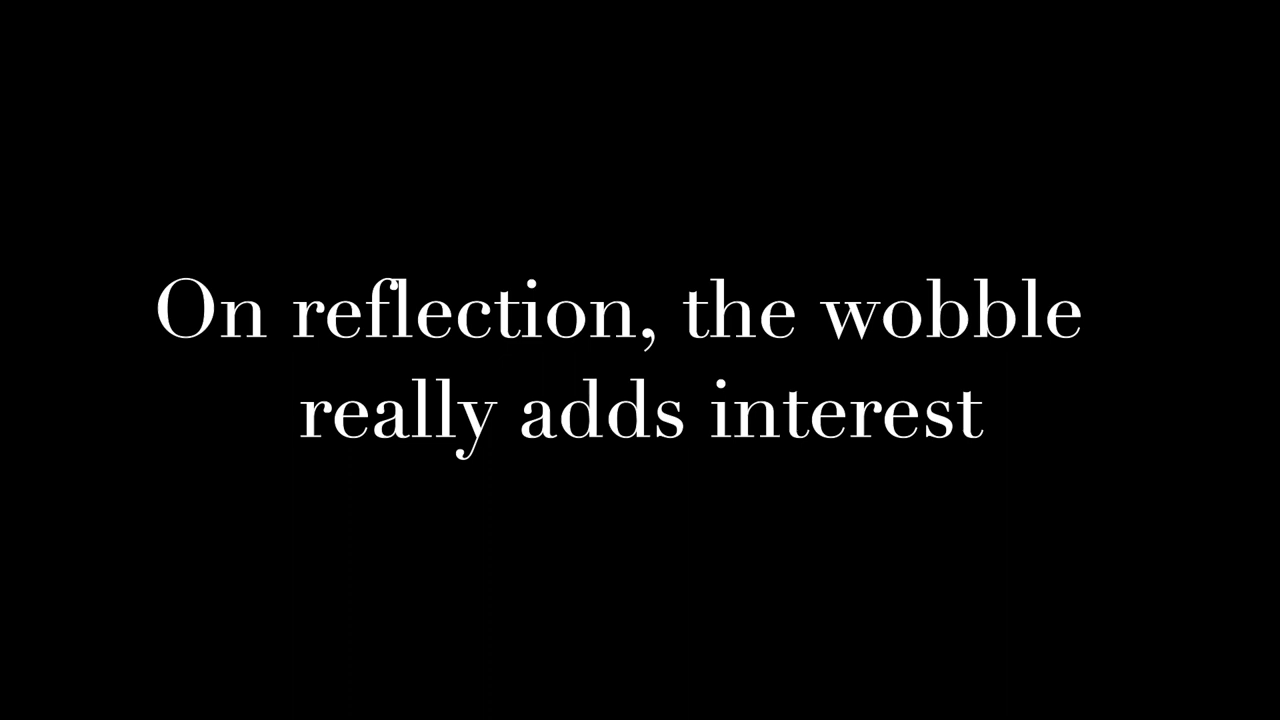 On reflection, the wobble
really adds interest